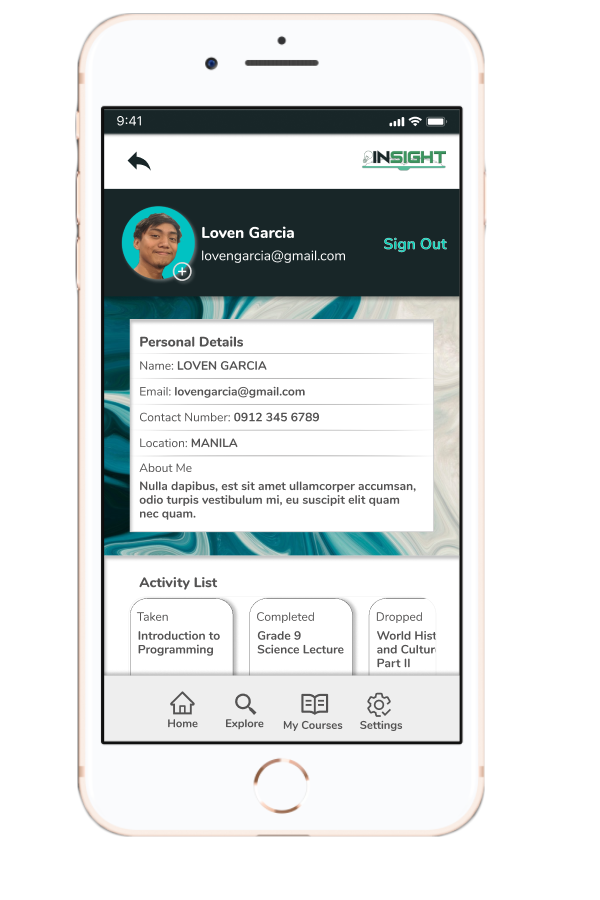 9:41
INSIGHT
Loven Garcia
lovengarcia@gmail.com
Sign Out
Personal Details
Name: LOVEN GARCIA
Email: lovengarcia@gmail.com
Contact Number: 0912 345 6789
Location: MANILA
About Me
Nulla dapibus, est sit amet ullamcorper accumsan,
odio turpis vestibulum mi, eu suscipit elit quam
nec quam.
Activity List
Taken
Introduction to
Programming
Completed
Grade 9
Science Lecture
Dropped
World Hist
and Cultur
Part II
Home
Explore
My Courses
Settings